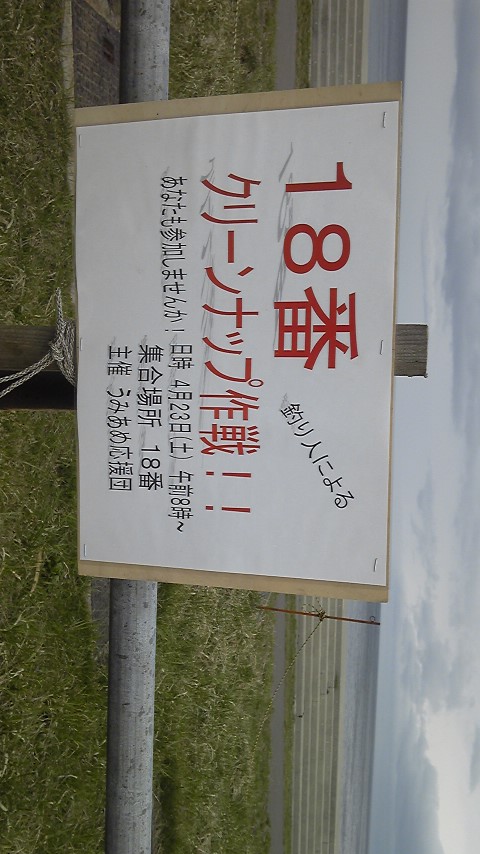 釣り人による
18番
クリーンナップ作戦!!
あなたも参加しませんか! 日時 4月23日(土) 午前8時~
集合場所 18番
主催 うみあめ応援団